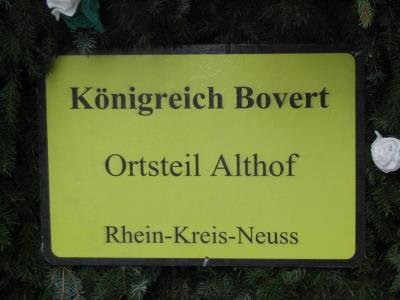 Königreich Bovert
Ortsteil Althof
Rhein-Kreis-Neuss